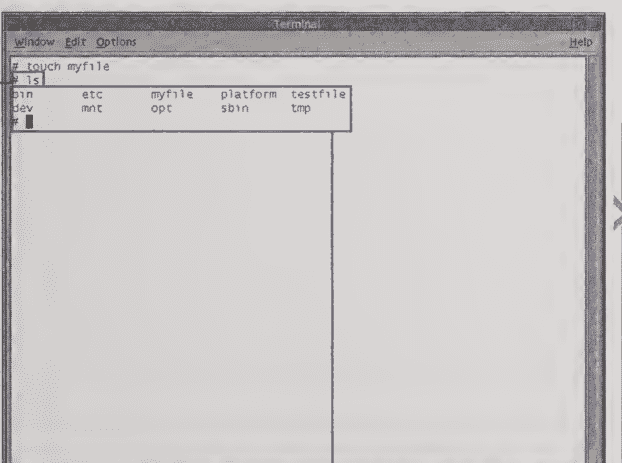 Terminal
Window Edit Options Help
# touch myfile
# ls
bin etc myfile platform testfile
dev mnt opt sbin tmp
#